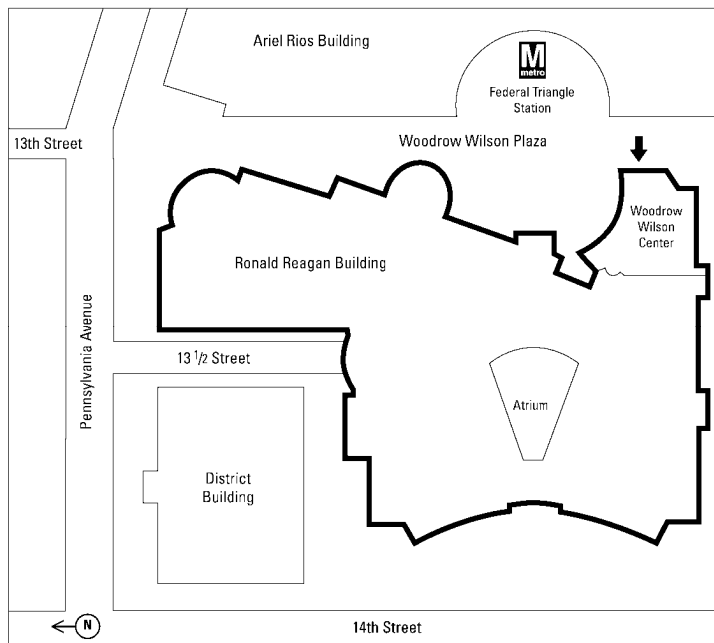 Ariel Rios Building
M
metro
Federal Triangle
Station
13th Street
Woodrow Wilson Plaza
Woodrow
Wilson
Center
Ronald Reagan Building
Pennsylvania Avenue
13 1/2 Street
Atrium
District
Building
N
14th Street